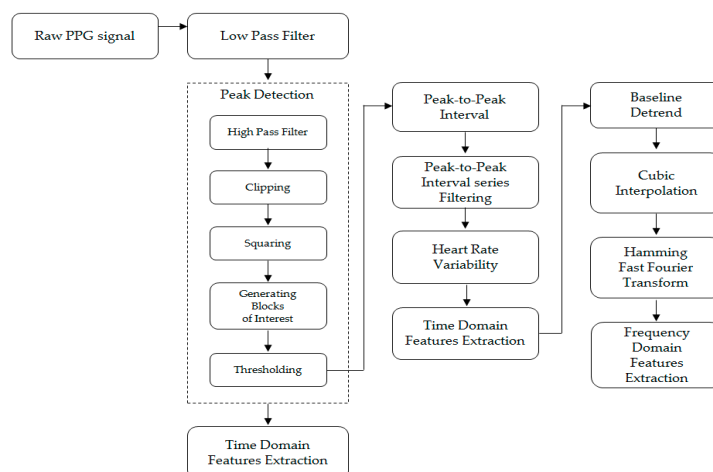 Raw PPG signal
Low Pass Filter
Peak Detection
High Pass Filter
Clipping
Squaring
Generating
Blocks
of Interest
Thresholding
Time Domain
Features Extraction
Peak-to-Peak
Interval
Peak-to-Peak
Interval series
Filtering
Heart Rate
Variability
Time Domain
Features Extraction
Baseline
Detrend
Cubic
Interpolation
Hamming
Fast Fourier
Transform
Frequency
Domain
Features
Extraction